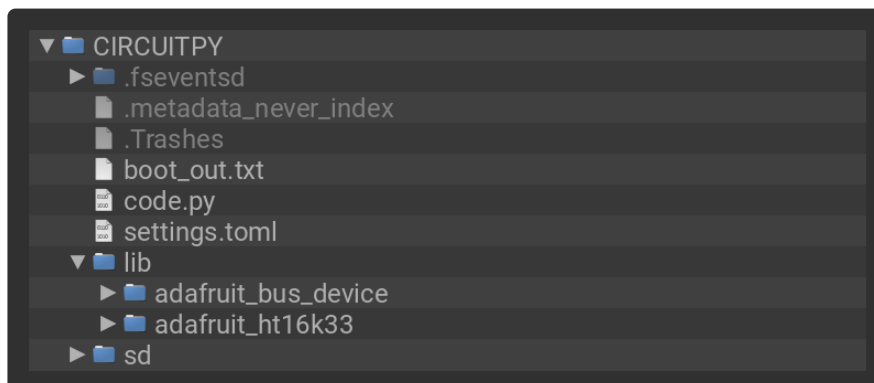 CIRCUITPY
.fseventsd
.metadata_never_index
.Trashes
boot_out.txt
code.py
settings.toml
lib
adafruit_bus_device
adafruit_ht16k33
sd